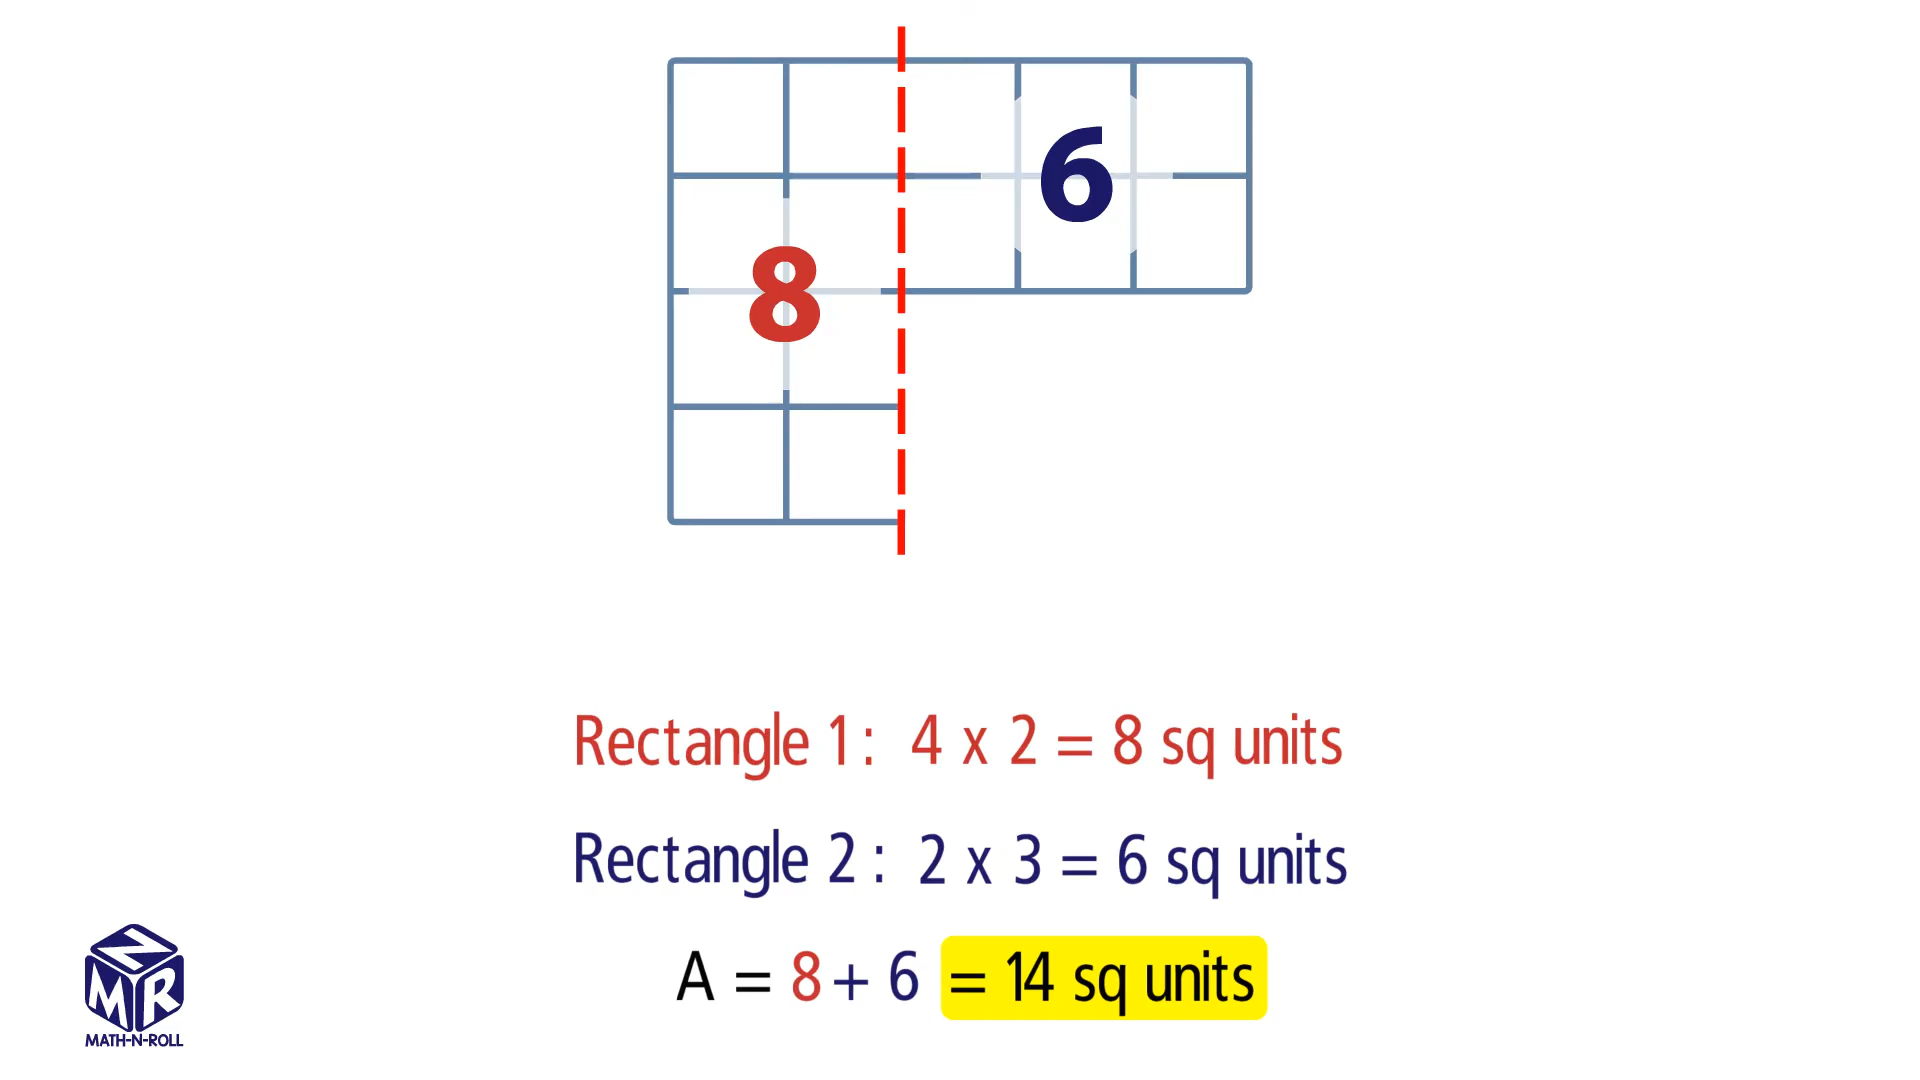 6
8
Rectangle 1 : 4 x 2 = 8 sq units
Rectangle 2 : 2 x 3 = 6 sq units
A = 8 + 6 = 14 sq units
MNR
MATH-N-ROLL